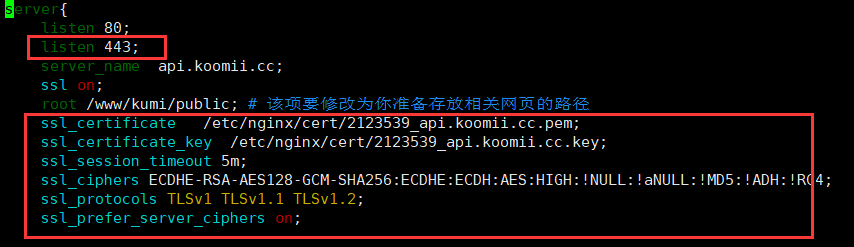 server{
listen 80;
listen 443;
server_name api.koomii.cc;
ssl on;
root /www/kumi/public; # 该项要修改为你准备存放相关网页的路径
ssl_certificate /etc/nginx/cert/2123539_api.koomii.cc.pem;
ssl_certificate_key /etc/nginx/cert/2123539_api.koomii.cc.key;
ssl_session_timeout 5m;
ssl_ciphers ECDHE-RSA-AES128-GCM-SHA256:ECDHE:ECDH:AES:HIGH:!NULL:!aNULL:!MD5:!ADH:!RC4;
ssl_protocols TLSv1 TLSv1.1 TLSv1.2;
ssl_prefer_server_ciphers on;